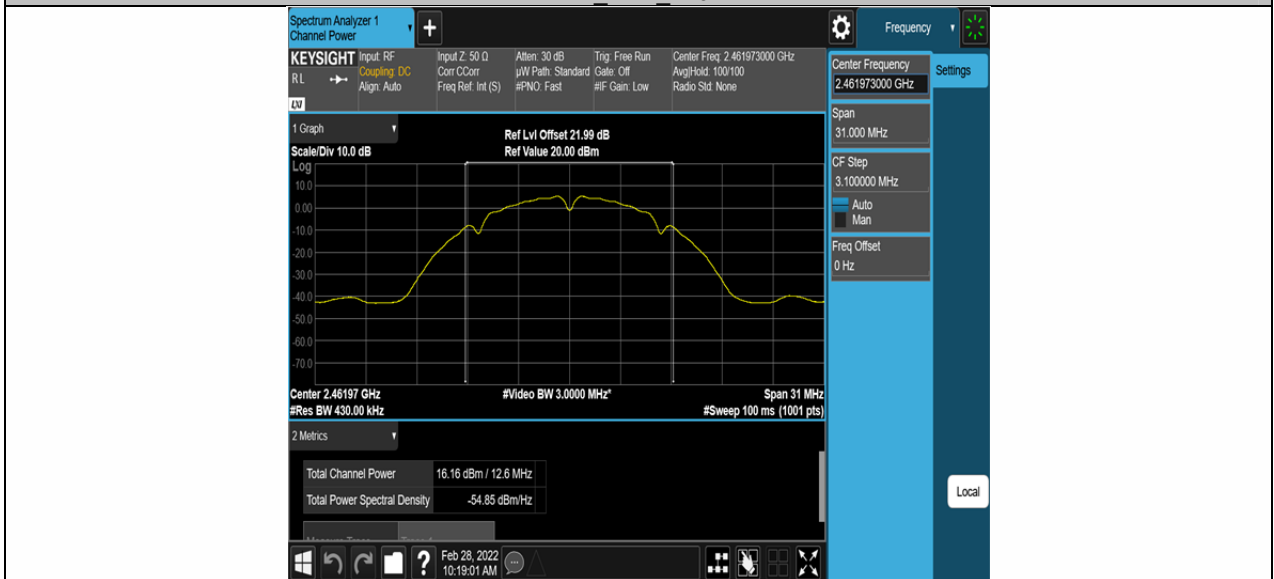 Spectrum Analyzer 1
Channel Power
+
Frequency
KEYSIGHT
RL
LXI
Input: RF
Coupling: DC
Align: Auto
Input Z: 50 Ω
Corr CCorr
Freq Ref: Int (S)
Atten: 30 dB
µW Path: Standard
#PNO: Fast
Trig: Free Run
Gate: Off
#IF Gain: Low
Center Freq: 2.461973000 GHz
Avg|Hold: 100/100
Radio Std: None
Center Frequency
2.461973000 GHz
Settings
Span
31.000 MHz
CF Step
3.100000 MHz
Auto
Man
Freq Offset
0 Hz
1 Graph
Ref Lvl Offset 21.99 dB
Scale/Div 10.0 dB
Ref Value 20.00 dBm
Log
10.0
0.00
-10.0
-20.0
-30.0
-40.0
-50.0
-60.0
-70.0
Center 2.46197 GHz
#Video BW 3.0000 MHz*
Span 31 MHz
#Res BW 430.00 kHz
#Sweep 100 ms (1001 pts)
2 Metrics
Total Channel Power
16.16 dBm / 12.6 MHz
Total Power Spectral Density
-54.85 dBm/Hz
Local
?
Feb 28, 2022
10:19:01 AM